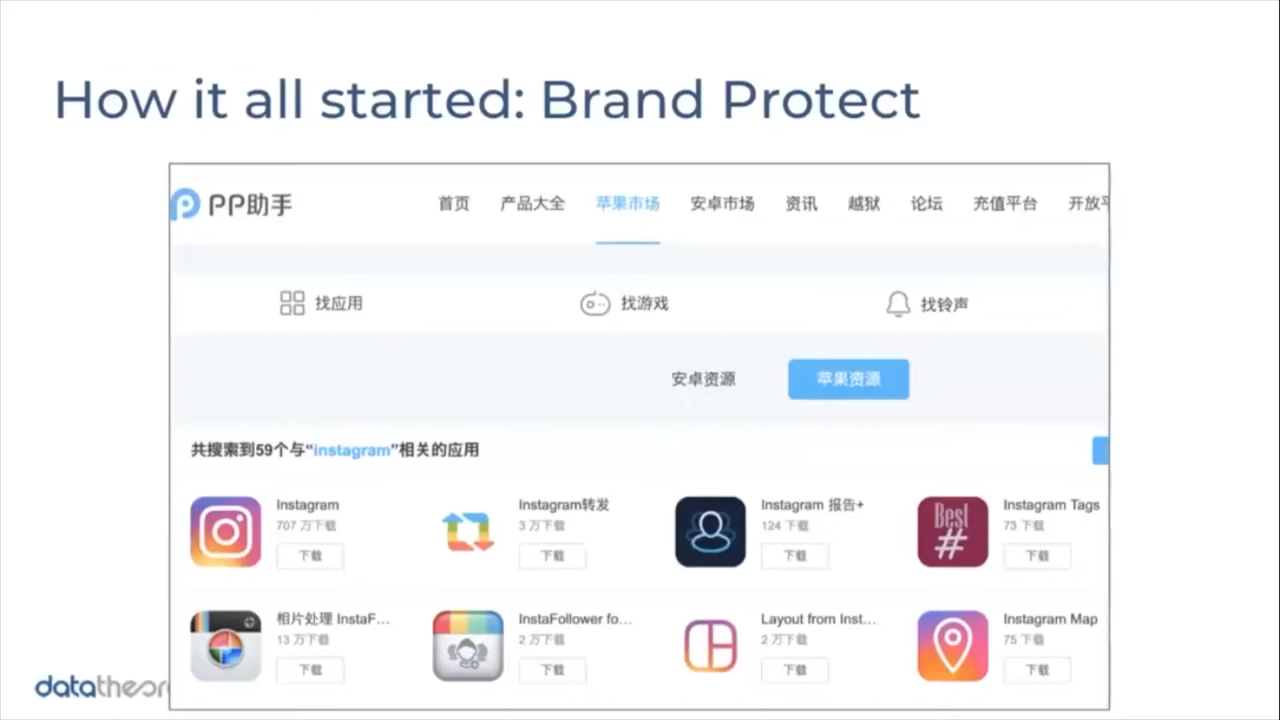 How it all started: Brand Protect
PP助手 首页 产品大全 苹果市场 安卓市场 资讯 越狱 论坛 充值平台 开放平
找应用 找游戏 找铃声
安卓资源 苹果资源
共搜索到59个与“instagram”相关的应用
Instagram Instagram转发 Instagram 报告+ Instagram Tags
707 万下载 3 万下载 124 下载 73 下载
Best
#
下载 下载 下载 下载
相片处理 InstaF... InstaFollower fo... Layout from Inst... Instagram Map
13 万下载 2 万下载 2 万下载 75 下载
下载 下载 下载 下载
datatheor